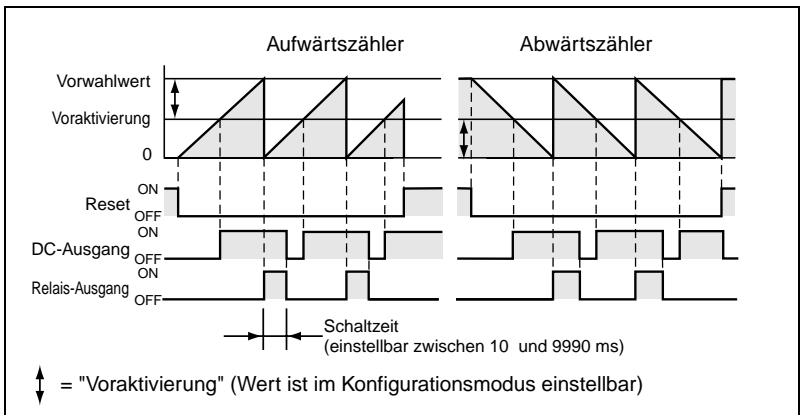 Aufwärtszähler Abwärtszähler
Vorwahlwert
Voraktivierung
0
ON
Reset
OFF
ON
DC-Ausgang
OFF
ON
Relais-Ausgang
OFF
Schaltzeit
(einstellbar zwischen 10 und 9990 ms)
= "Voraktivierung" (Wert ist im Konfigurationsmodus einstellbar)